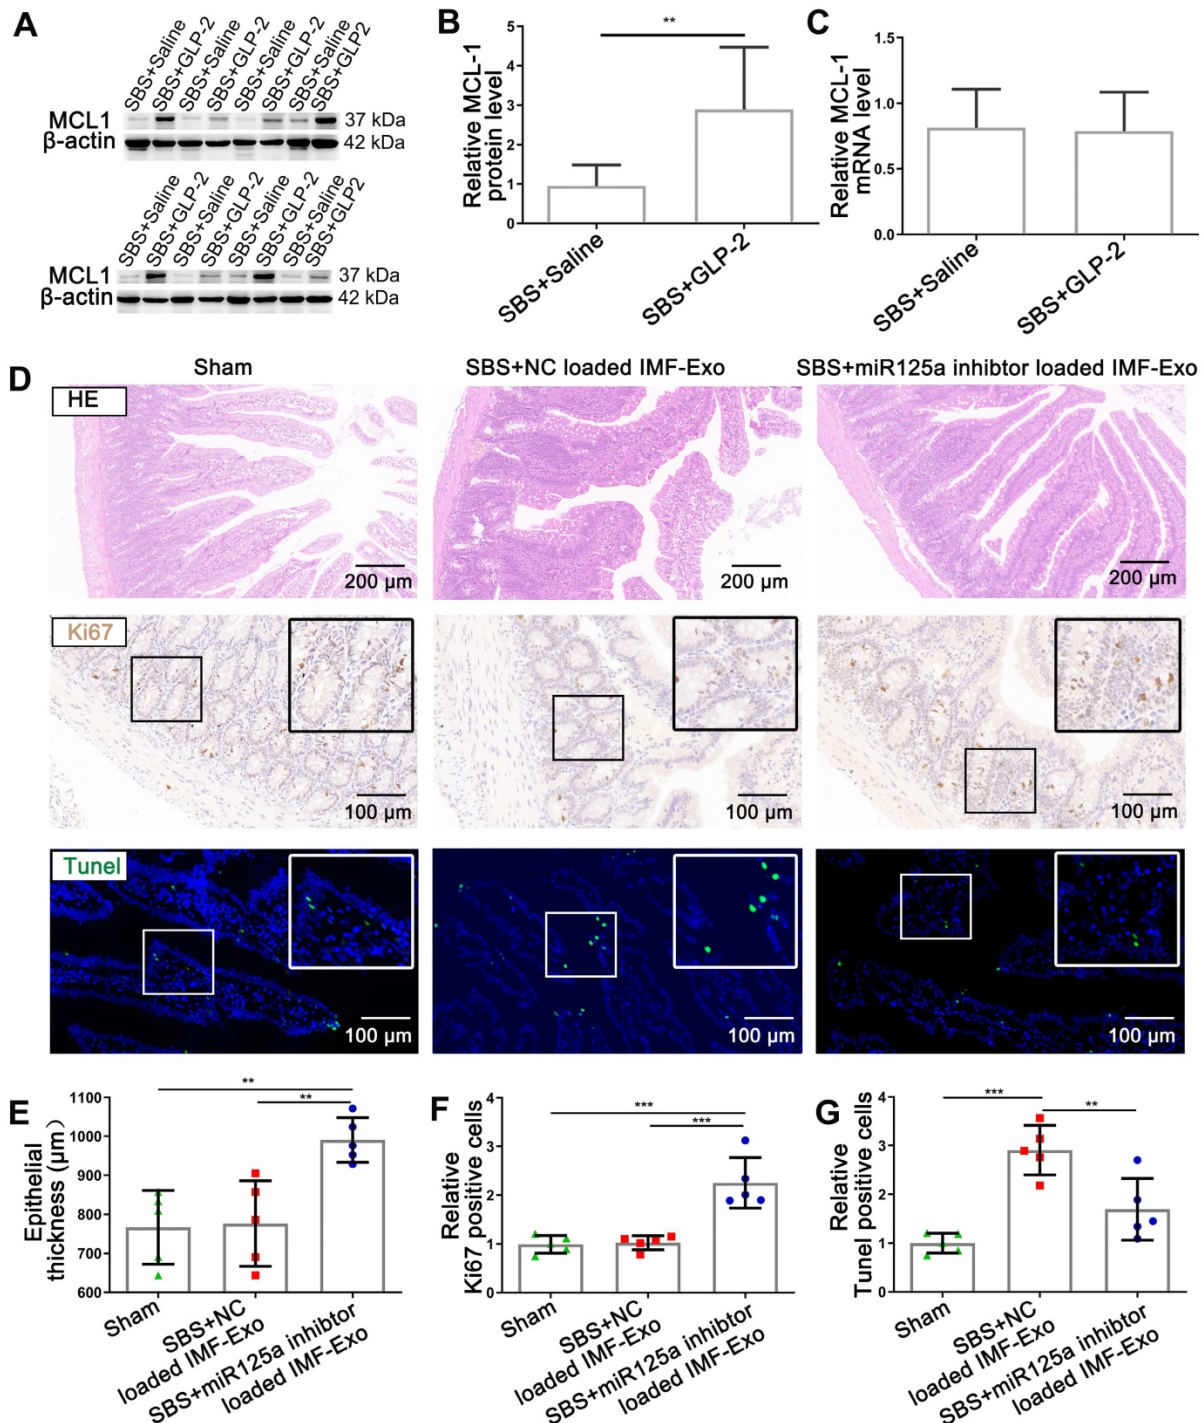 A
SBS+Saline
SBS+GLP-2
SBS+Saline
SBS+GLP-2
SBS+Saline
SBS+GLP-2
SBS+Saline
SBS+GLP2
MCL1
37 kDa
β-actin
42 kDa
SBS+Saline
SBS+GLP-2
SBS+Saline
SBS+GLP-2
SBS+Saline
SBS+GLP-2
SBS+Saline
SBS+GLP2
MCL1
37 kDa
β-actin
42 kDa
B
Relative MCL-1
protein level
5
4
3
2
1
0
**
SBS+Saline
SBS+GLP-2
C
Relative MCL-1
mRNA level
1.5
1.0
0.5
0.0
SBS+Saline
SBS+GLP-2
D
Sham
SBS+NC loaded IMF-Exo
SBS+miR125a inhibtor loaded IMF-Exo
HE
200 μm
200 μm
200 μm
Ki67
100 μm
100 μm
100 μm
Tunel
100 μm
100 μm
100 μm
E
Epithelial
thickness (μm)
1100
1000
900
800
700
600
**
**
Sham
SBS+NC
loaded IMF-Exo
SBS+miR125a inhibtor
loaded IMF-Exo
F
Relative
Ki67 positive cells
4
3
2
1
0
***
***
Sham
SBS+NC
loaded IMF-Exo
SBS+miR125a inhibtor
loaded IMF-Exo
G
Relative
Tunel positive cells
4
3
2
1
0
***
**
Sham
SBS+NC
loaded IMF-Exo
SBS+miR125a inhibtor
loaded IMF-Exo